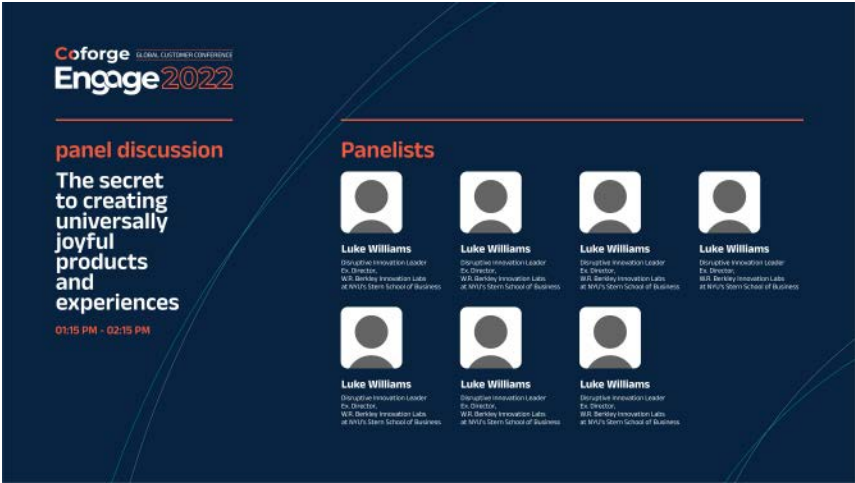 Coforge GLOBAL CUSTOMER CONFERENCE
Engage 2022
panel discussion
The secret
to creating
universally
joyful
products
and
experiences
01:15 PM - 02:15 PM
Panelists
Luke Williams
Disruptive Innovation Leader
Ex. Director,
W.R. Berkley Innovation Labs
at NYU's Stern School of Business
Luke Williams
Disruptive Innovation Leader
Ex. Director,
W.R. Berkley Innovation Labs
at NYU's Stern School of Business
Luke Williams
Disruptive Innovation Leader
Ex. Director,
W.R. Berkley Innovation Labs
at NYU's Stern School of Business
Luke Williams
Disruptive Innovation Leader
Ex. Director,
W.R. Berkley Innovation Labs
at NYU's Stern School of Business
Luke Williams
Disruptive Innovation Leader
Ex. Director,
W.R. Berkley Innovation Labs
at NYU's Stern School of Business
Luke Williams
Disruptive Innovation Leader
Ex. Director,
W.R. Berkley Innovation Labs
at NYU's Stern School of Business
Luke Williams
Disruptive Innovation Leader
Ex. Director,
W.R. Berkley Innovation Labs
at NYU's Stern School of Business